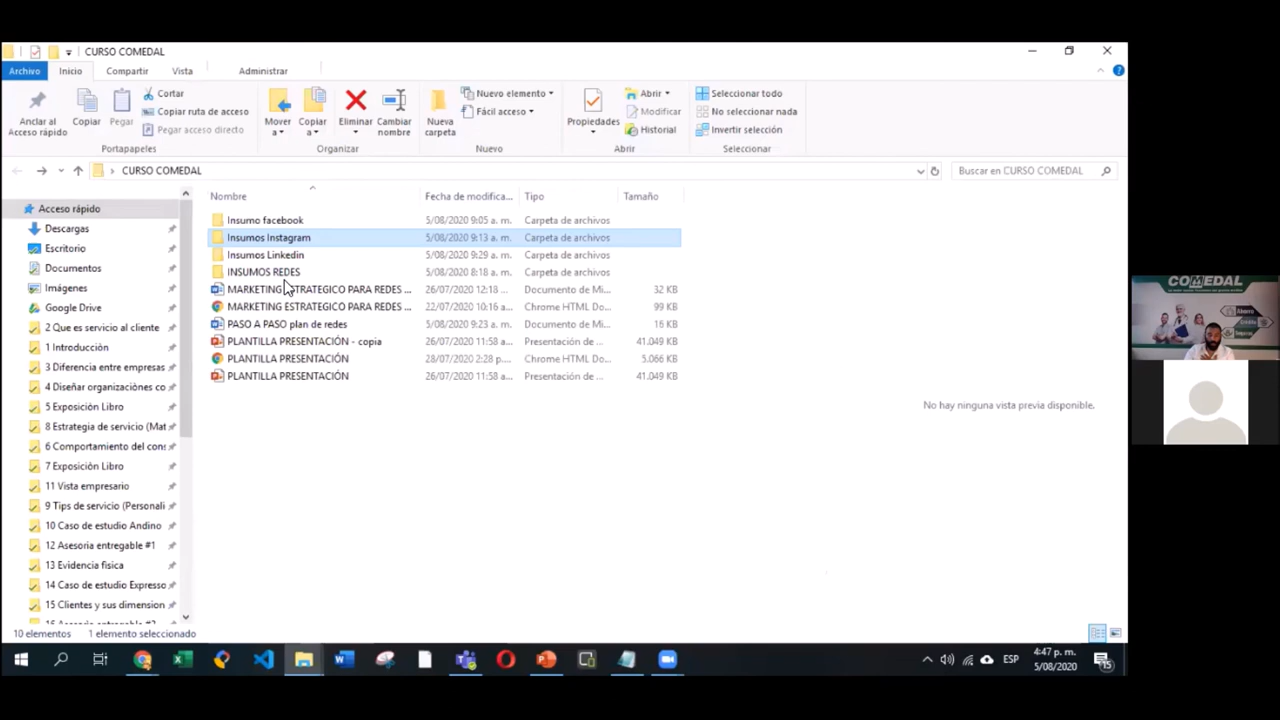 CURSO COMEDAL
Archivo Inicio Compartir Vista Administrar
Anclar al Acceso rápido
Copiar
Pegar
Cortar
Copiar ruta de acceso
Pegar acceso directo
Portapapeles
Mover a
Copiar a
Eliminar
Cambiar nombre
Organizar
Nueva carpeta
Nuevo elemento
Fácil acceso
Nuevo
Propiedades
Abrir
Modificar
Historial
Abrir
Seleccionar todo
No seleccionar nada
Invertir selección
Seleccionar
CURSO COMEDAL
Buscar en CURSO COMEDAL
Acceso rápido
Descargas
Escritorio
Documentos
Imágenes
Google Drive
2 Que es servicio al cliente
1 Introducciòn
3 Diferencia entre empresas
4 Diseñar organizaciònes co
5 Exposiciòn Libro
8 Estrategia de servicio (Mat
6 Comportamiento del cons
7 Exposiciòn Libro
11 Vista empresario
9 Tips de servicio (Personali
10 Caso de estudio Andino
12 Asesoria entregable #1
13 Evidencia fisica
14 Caso de estudio Expresso
15 Clientes y sus dimension
16 Asesoria entregable #2
Nombre Fecha de modifica... Tipo Tamaño
Insumo facebook 5/08/2020 9:05 a. m. Carpeta de archivos
Insumos Instagram 5/08/2020 9:13 a. m. Carpeta de archivos
Insumos Linkedin 5/08/2020 9:29 a. m. Carpeta de archivos
INSUMOS REDES 5/08/2020 8:18 a. m. Carpeta de archivos
MARKETING ESTRATEGICO PARA REDES ... 26/07/2020 12:18 ... Documento de Mi... 32 KB
MARKETING ESTRATEGICO PARA REDES ... 22/07/2020 10:16 a... Chrome HTML Do... 99 KB
PASO A PASO plan de redes 5/08/2020 9:23 a. m. Documento de Mi... 16 KB
PLANTILLA PRESENTACIÓN - copia 26/07/2020 11:58 a... Presentación de ... 41.049 KB
PLANTILLA PRESENTACIÓN 28/07/2020 2:28 p... Chrome HTML Do... 5.066 KB
PLANTILLA PRESENTACIÓN 26/07/2020 11:58 a... Presentación de ... 41.049 KB
No hay ninguna vista previa disponible.
10 elementos 1 elemento seleccionado
ESP
4:47 p. m.
5/08/2020
15
COMEDAL
Ahorro
Crédito